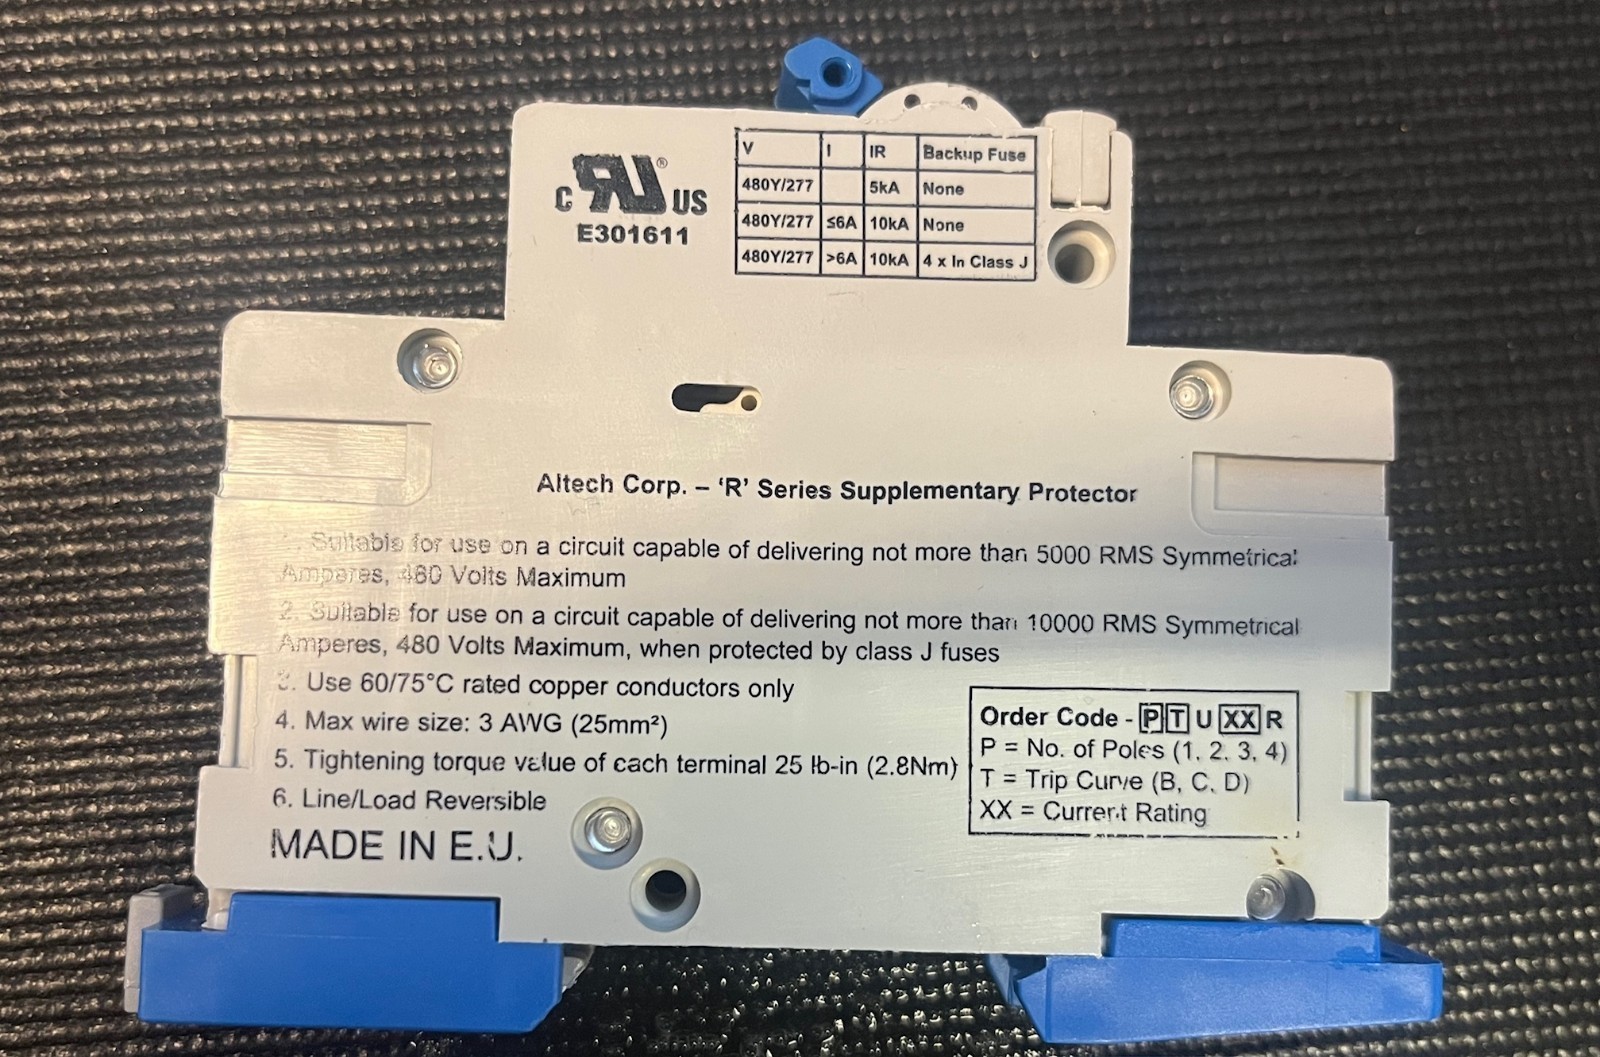 c RU ® US
E301611
V I IR Backup Fuse
480Y/277 5kA None
480Y/277 ≤6A 10kA None
480Y/277 >6A 10kA 4 x In Class J
Altech Corp. – ‘R’ Series Supplementary Protector
1. Suitable for use on a circuit capable of delivering not more than 5000 RMS Symmetrical
Amperes, 480 Volts Maximum
2. Suitable for use on a circuit capable of delivering not more than 10000 RMS Symmetrical
Amperes, 480 Volts Maximum, when protected by class J fuses
3. Use 60/75°C rated copper conductors only
4. Max wire size: 3 AWG (25mm²)
5. Tightening torque value of each terminal 25 lb-in (2.8Nm)
6. Line/Load Reversible
MADE IN E.U.
Order Code - P T U XX R
P = No. of Poles (1, 2, 3, 4)
T = Trip Curve (B, C, D)
XX = Current Rating